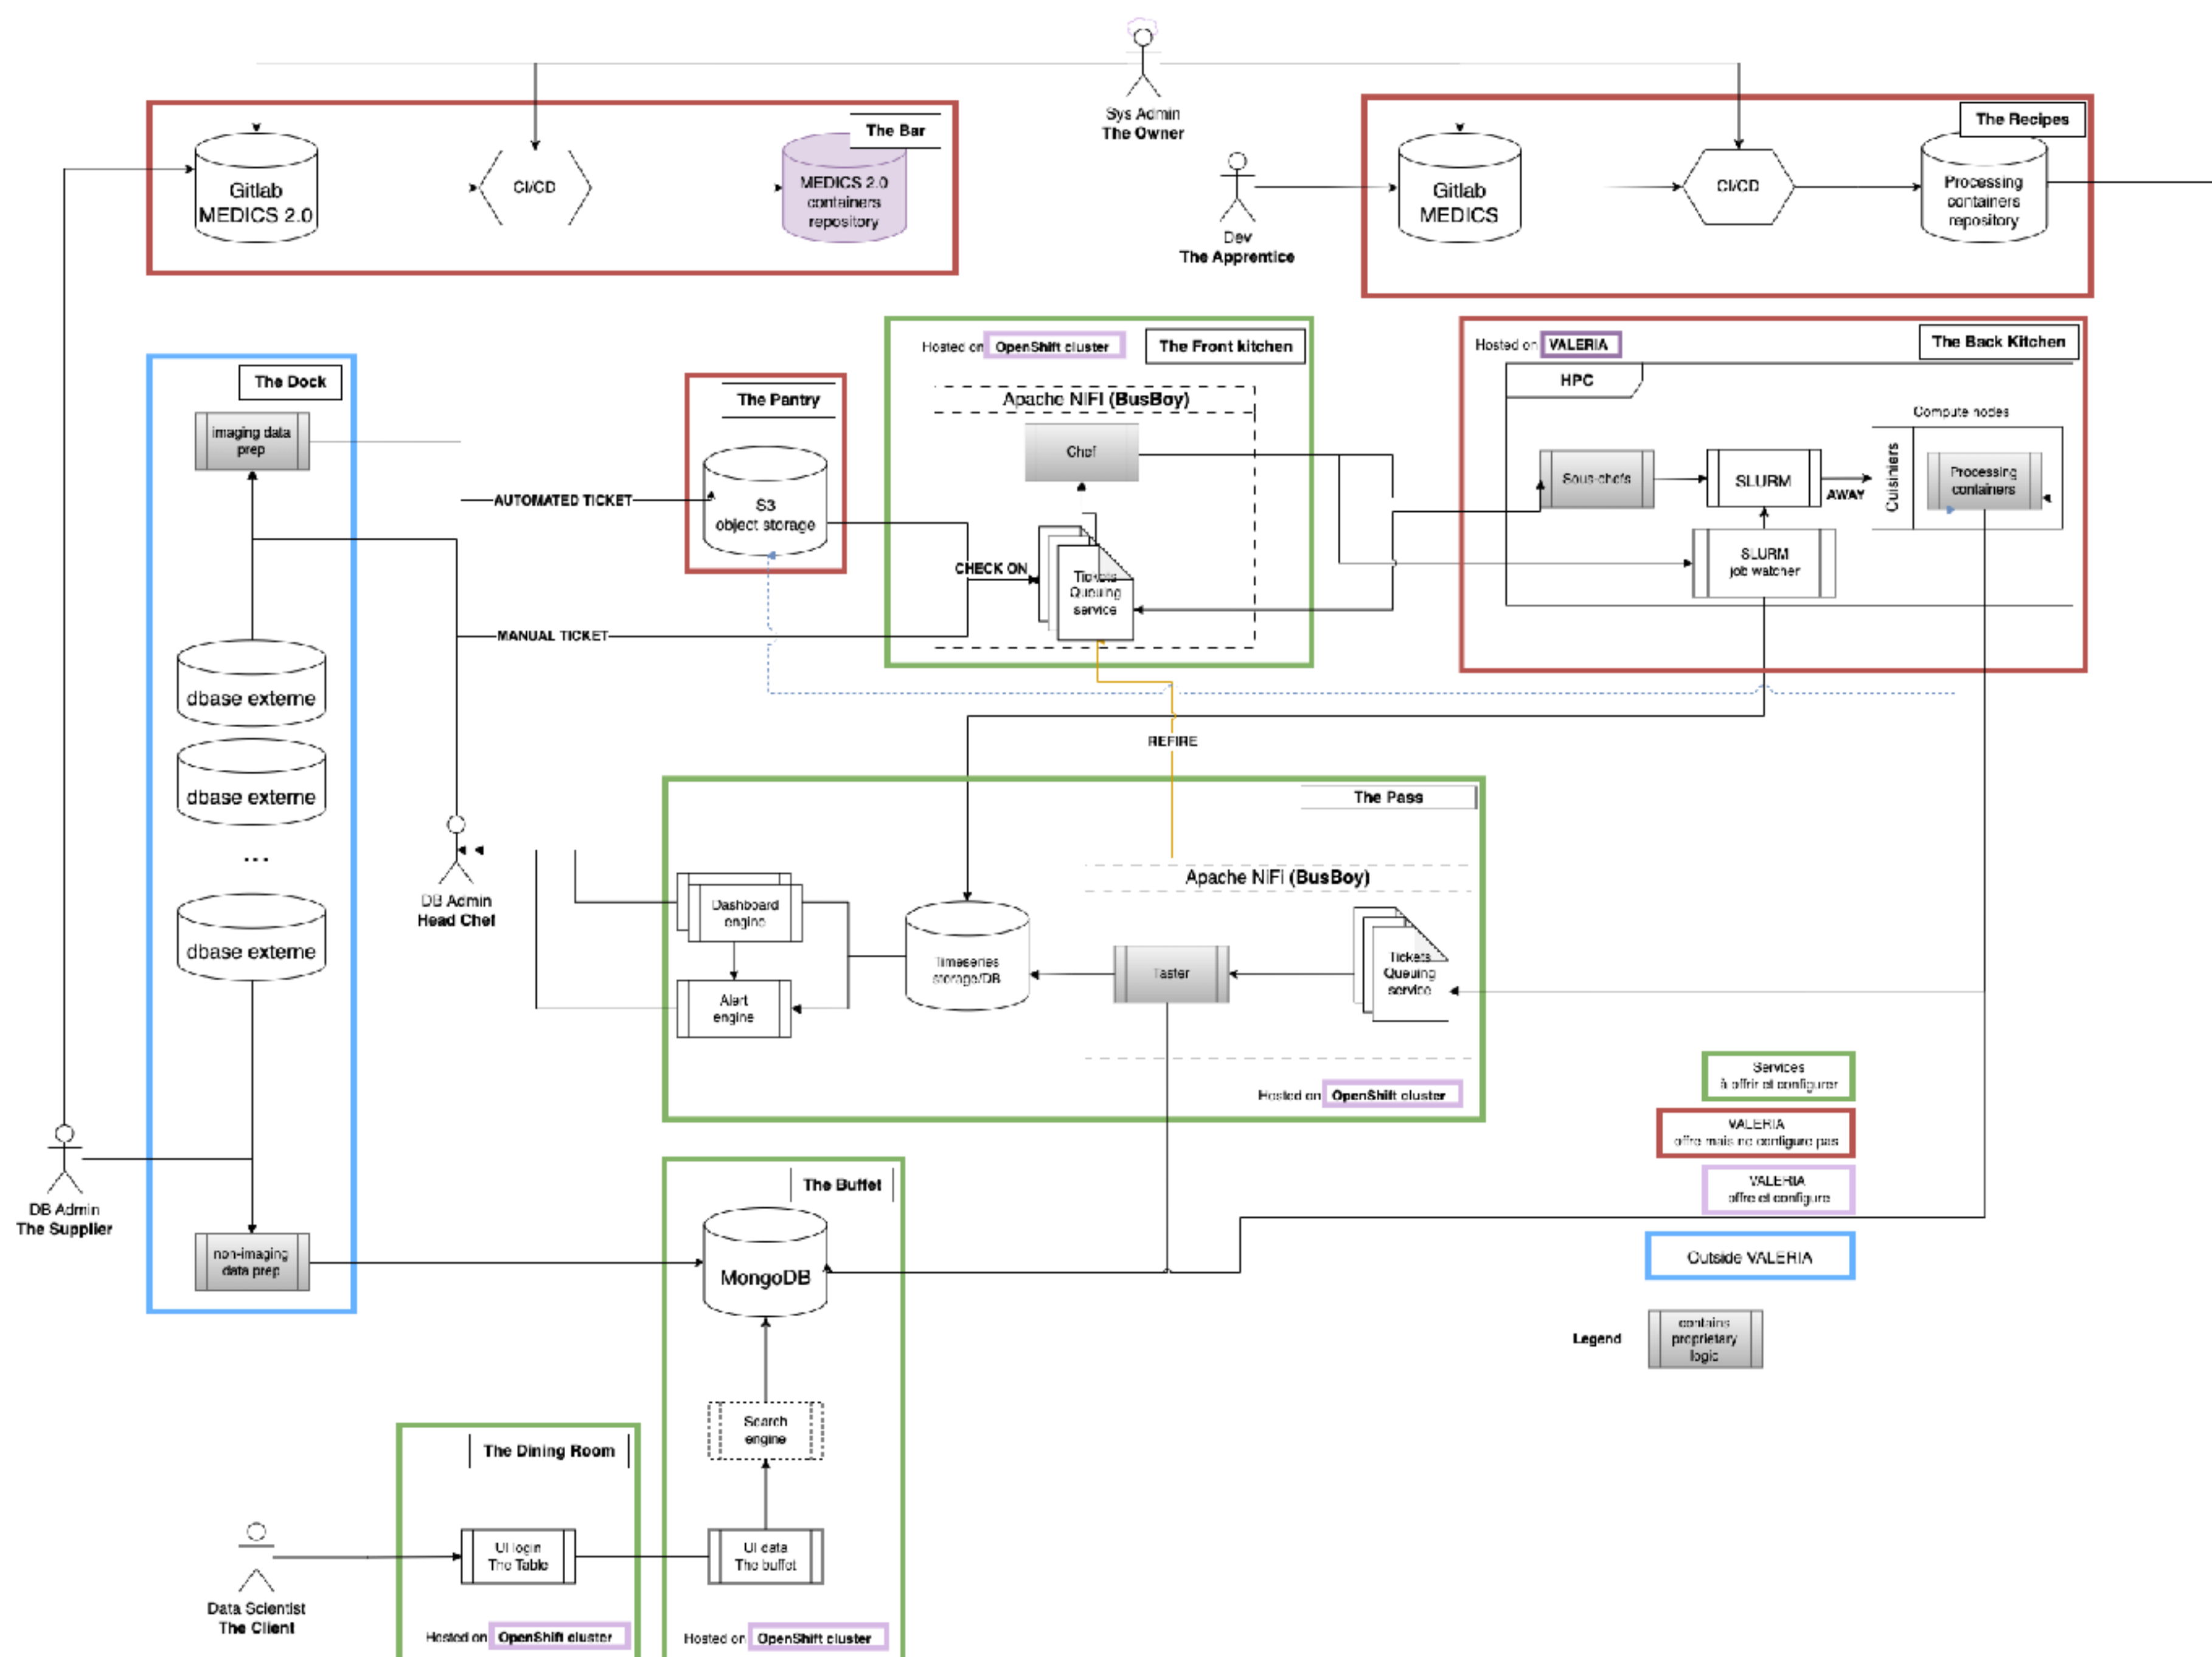 Sys Admin
The Owner
The Bar
Gitlab
MEDICS 2.0
CI/CD
MEDICS 2.0
containers
repository
Dev
The Apprentice
The Recipes
Gitlab
MEDICS
CI/CD
Processing
containers
repository
The Dock
imaging data
prep
dbase externe
dbase externe
...
dbase externe
non-imaging
data prep
AUTOMATED TICKET
MANUAL TICKET
The Pantry
S3
object storage
Hosted on OpenShift cluster
The Front kitchen
Apache NiFi (BusBoy)
Chef
CHECK ON
Tickets
Queuing
service
Hosted on VALERIA
The Back Kitchen
HPC
Compute nodes
Sous-chefs
SLURM
AWAY
Cuisiniers
Processing
containers
SLURM
job watcher
REFIRE
DB Admin
Head Chef
The Pass
Apache NiFi (BusBoy)
Dashboard
engine
Alert
engine
Timeseries
storage/DB
Taster
Tickets
Queuing
service
Hosted on OpenShift cluster
DB Admin
The Supplier
The Buffet
MongoDB
Search
engine
UI data
The buffet
Hosted on OpenShift cluster
The Dining Room
UI login
The Table
Hosted on OpenShift cluster
Data Scientist
The Client
Services
à offrir et configurer
VALERIA
offre mais ne configure pas
VALERIA
offre et configure
Outside VALERIA
Legend
contains
proprietary
logic